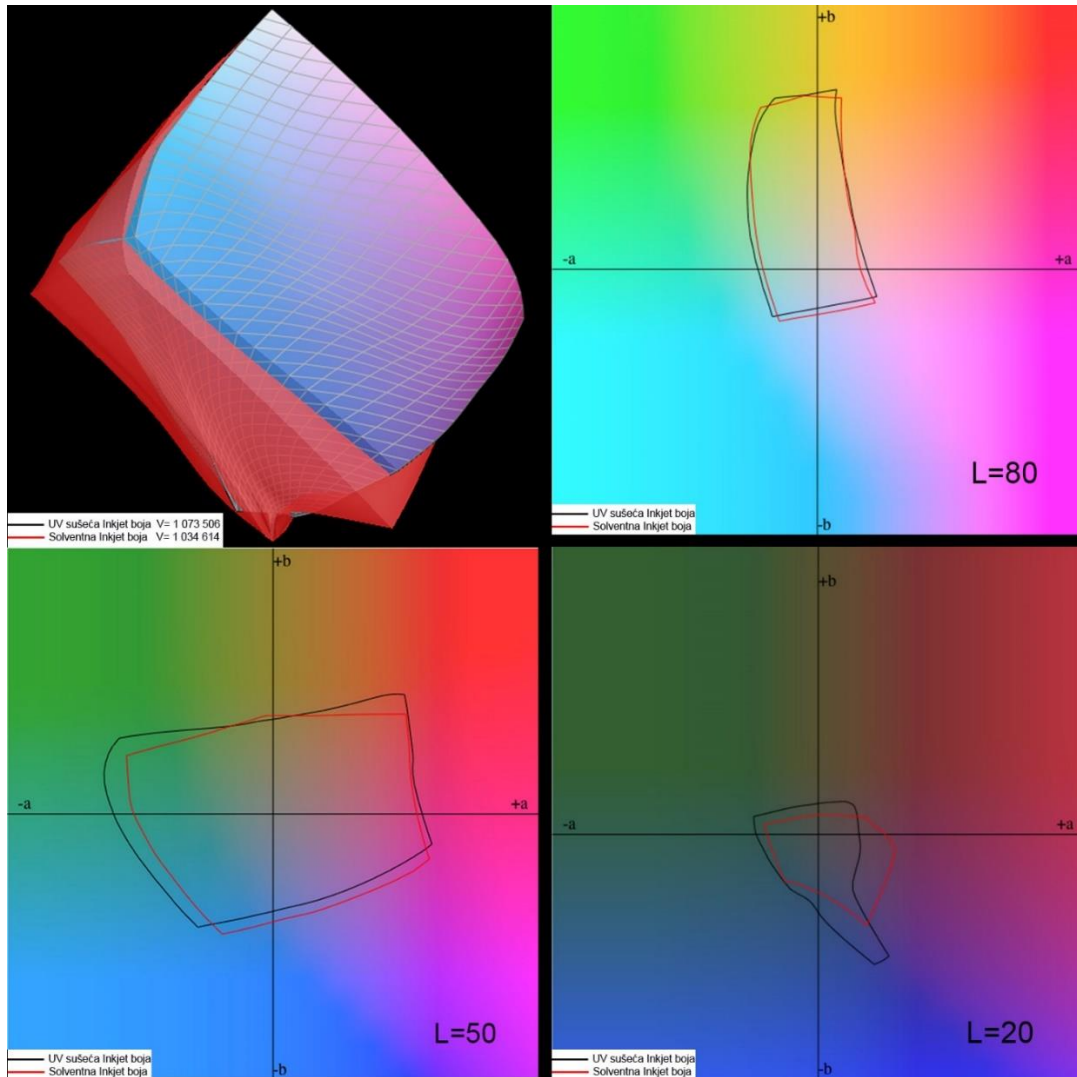 UV sušeća Inkjet boja V= 1 073 506
Solventna Inkjet boja V= 1 034 614
+b
-a
+a
L=80
UV sušeća Inkjet boja
Solventna Inkjet boja
-b
+b
-a
+a
L=50
UV sušeća Inkjet boja
Solventna Inkjet boja
-b
+b
-a
+a
L=20
UV sušeća Inkjet boja
Solventna Inkjet boja
-b